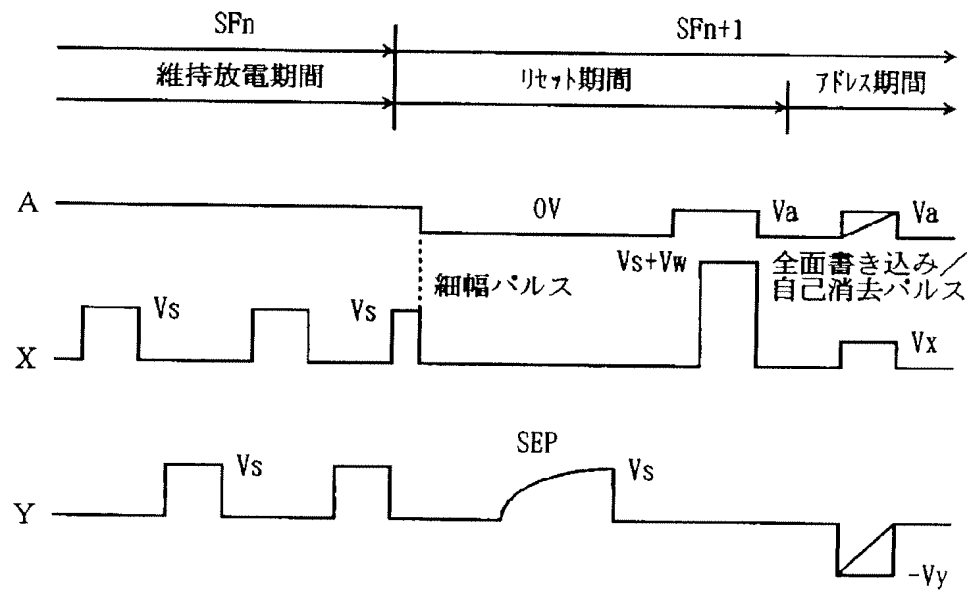 SFn
SFn+1
維持放電期間
リセット期間
アドレス期間
A
0V
Va
Va
Vs+Vw
全面書き込み/
自己消去パルス
細幅パルス
X
Vs
Vs
Vx
SEP
Y
Vs
Vs
-Vy